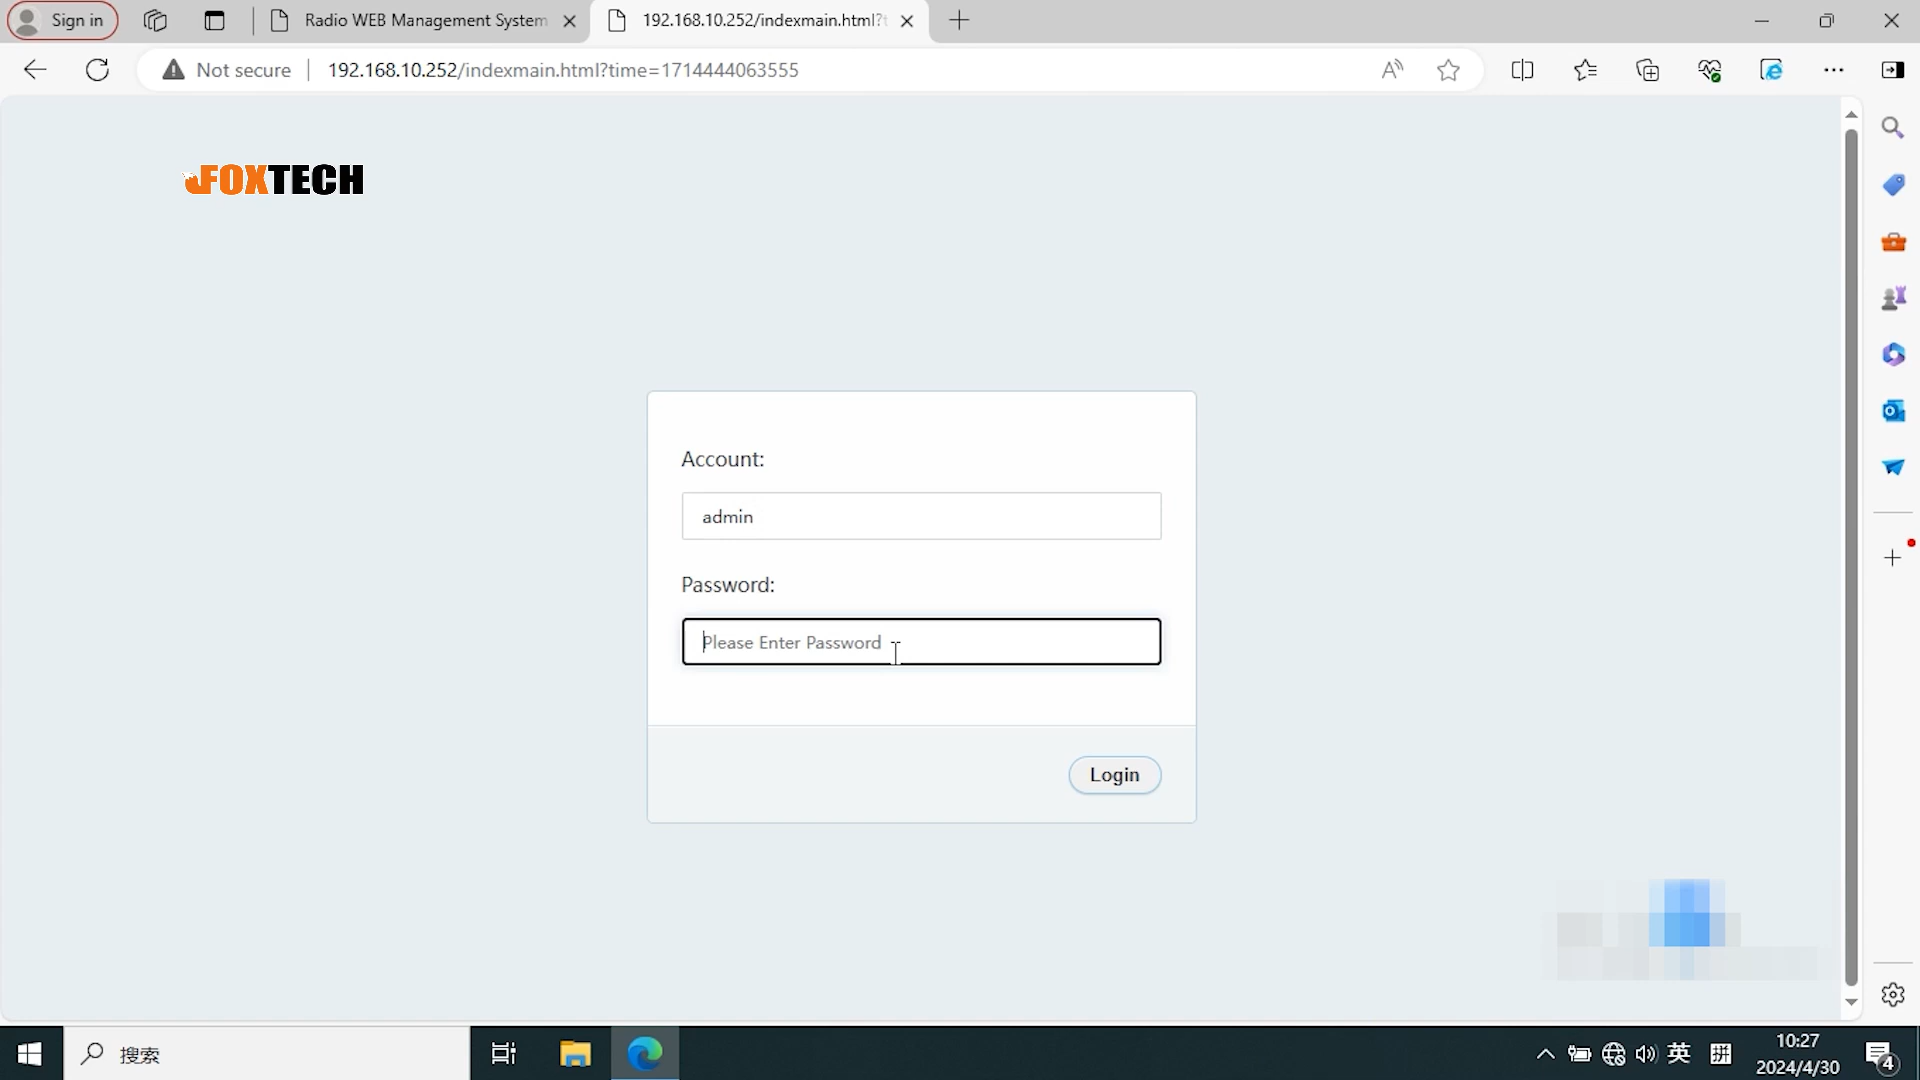 Sign in
Radio WEB Management System
192.168.10.252/indexmain.html?t
Not secure
192.168.10.252/indexmain.html?time=1714444063555
FOXTECH
Account:
admin
Password:
Please Enter Password
Login
搜索
英
拼
10:27
2024/4/30
4